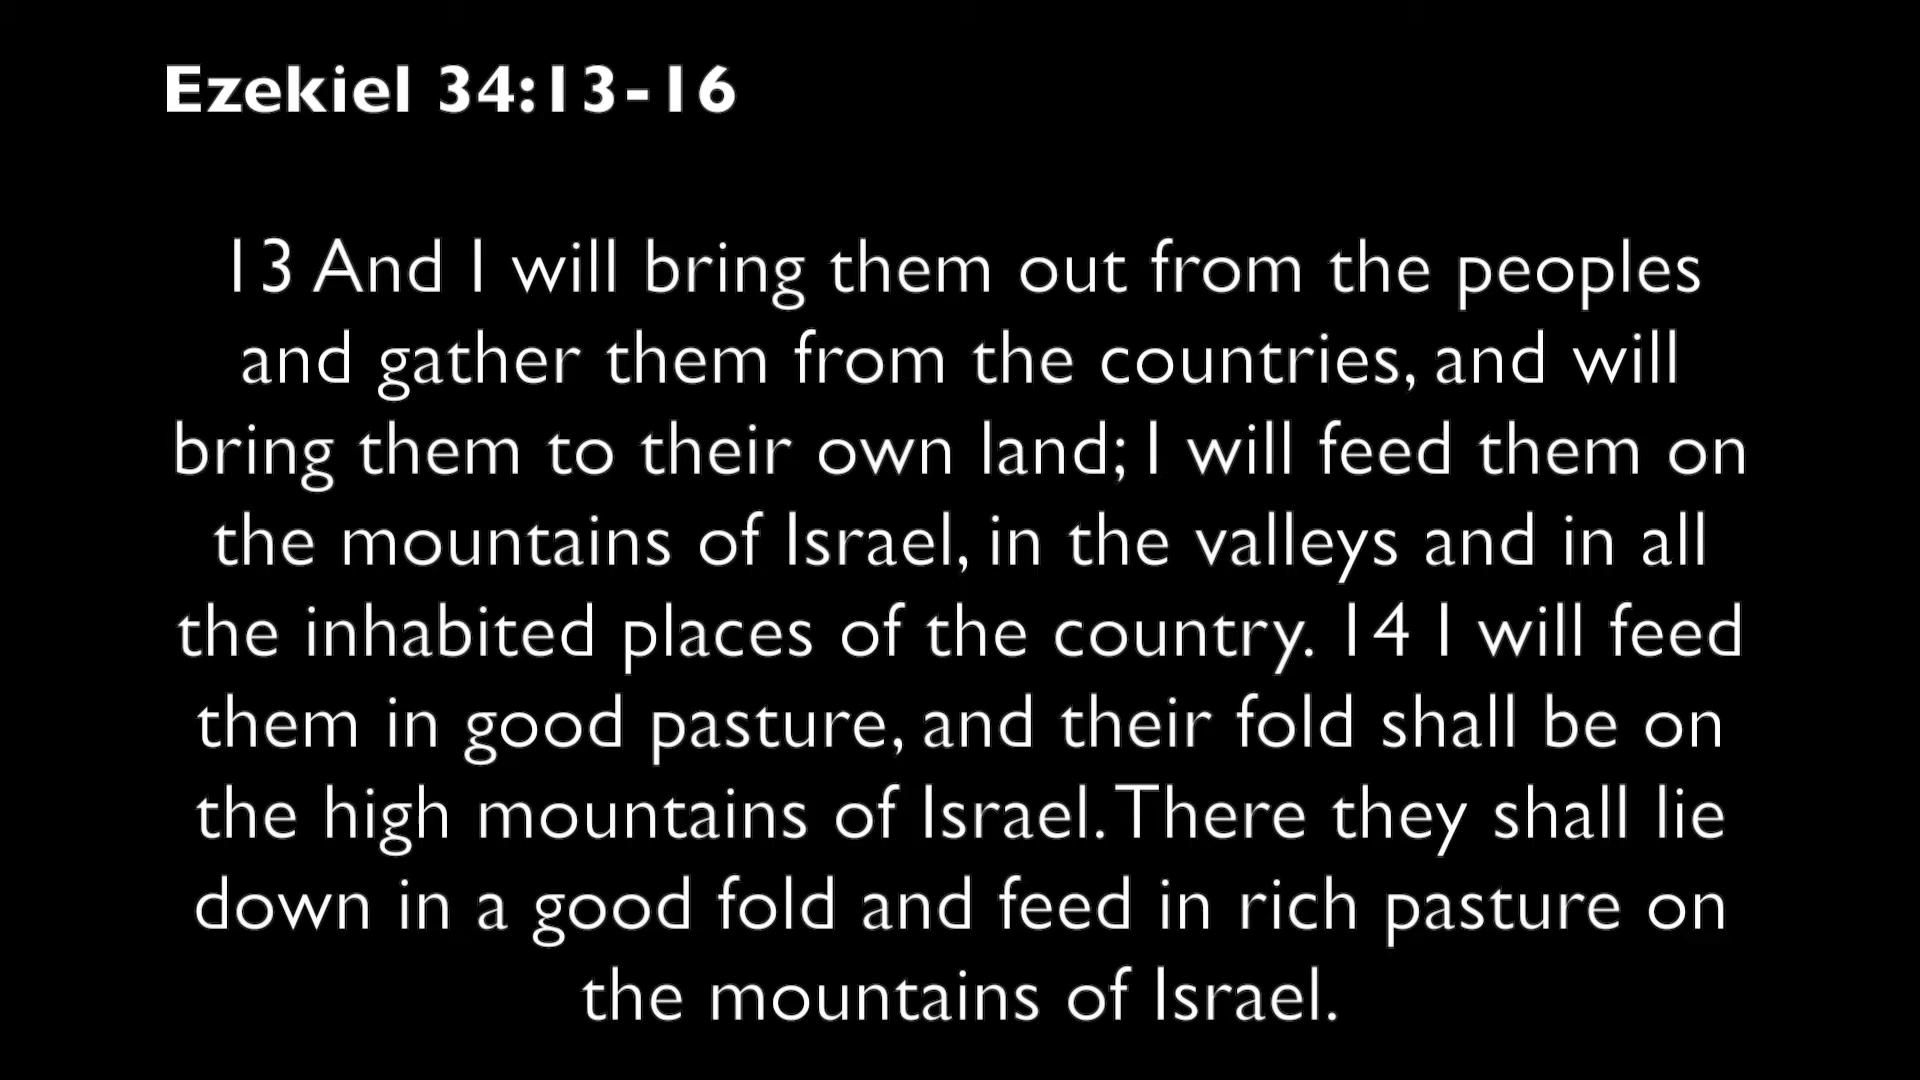 Ezekiel 34:13-16
13 And I will bring them out from the peoples
and gather them from the countries, and will
bring them to their own land; I will feed them on
the mountains of Israel, in the valleys and in all
the inhabited places of the country. 14 I will feed
them in good pasture, and their fold shall be on
the high mountains of Israel. There they shall lie
down in a good fold and feed in rich pasture on
the mountains of Israel.